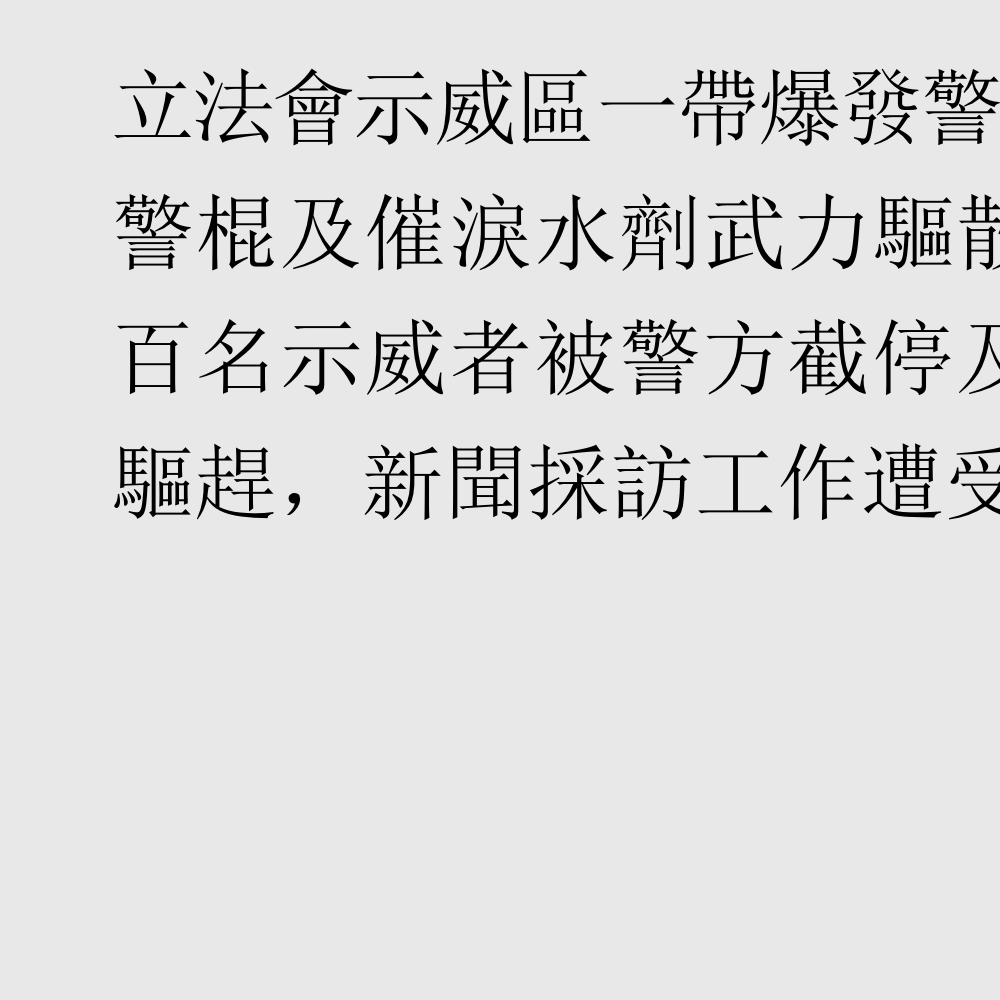 立法會示威區一帶爆發警
警棍及催淚水劑武力驅散
百名示威者被警方截停及
驅趕，新聞採訪工作遭受